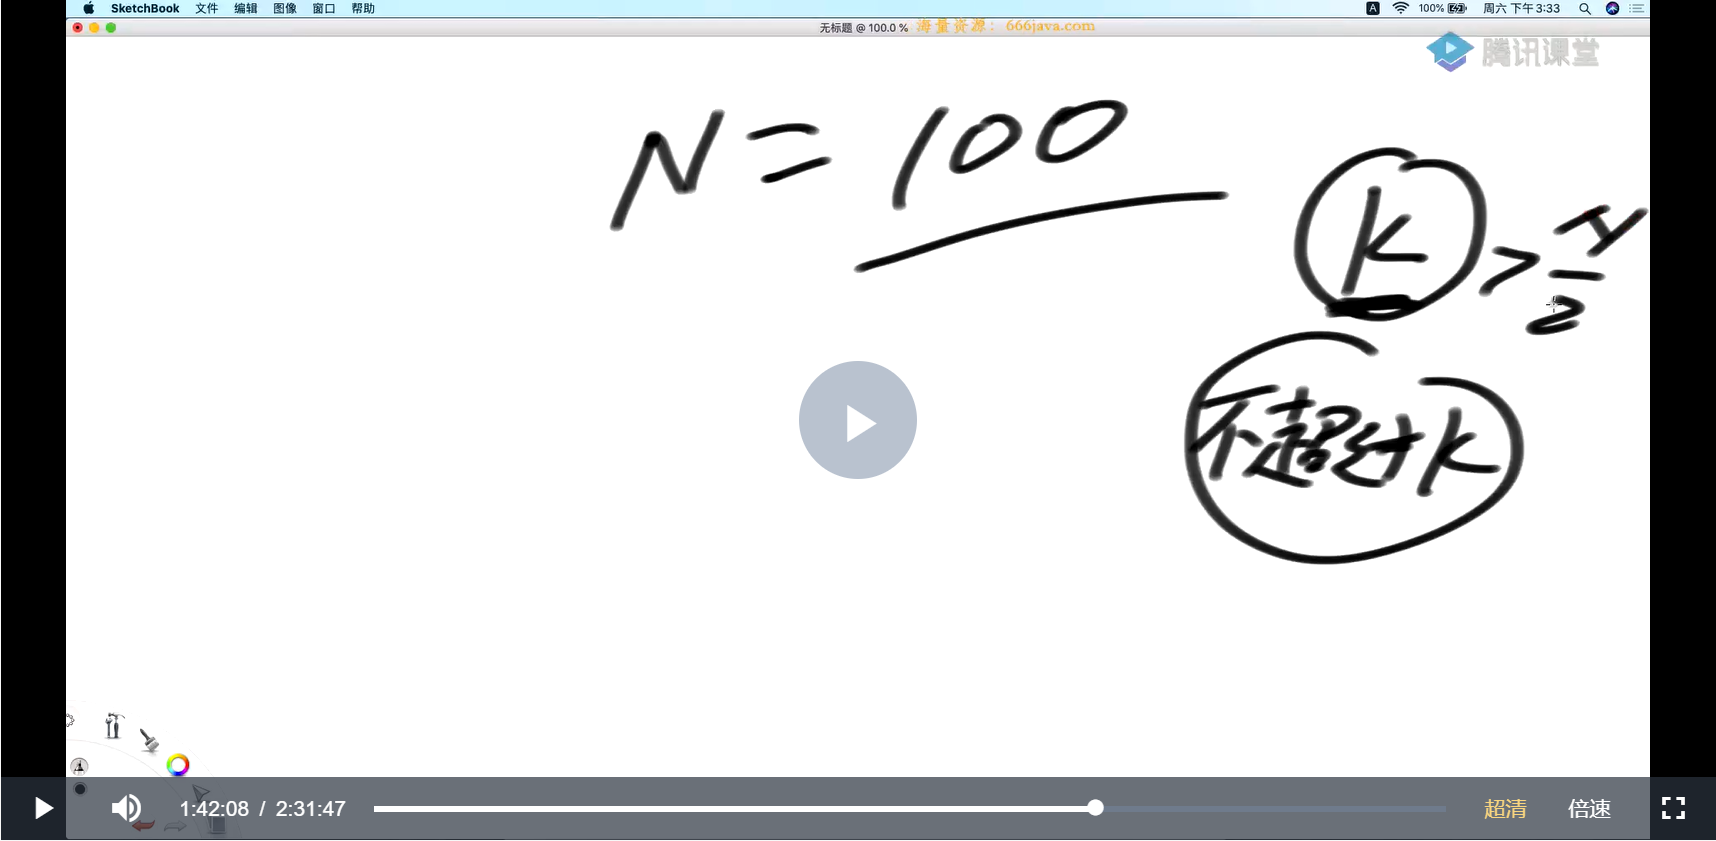 SketchBook 文件 编辑 图像 窗口 帮助 A 100% 周六 下午3:33
无标题 @ 100.0 % 海量资源：666java.com
腾讯课堂
N = 100
K > N/2
不超过K
1:42:08 / 2:31:47 超清 倍速